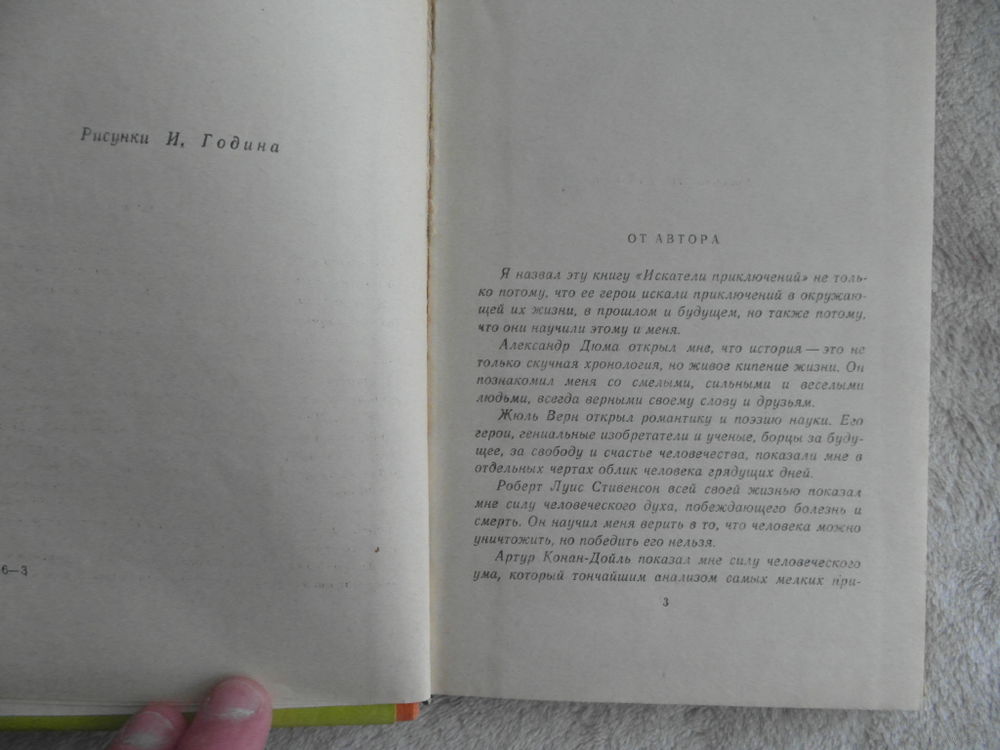 Рисунки И. Година
6—3
ОТ АВТОРА
Я назвал эту книгу «Искатели приключений» не толь-
ко потому, что ее герои искали приключений в окружаю-
щей их жизни, в прошлом и будущем, но также потому,
что они научили этому и меня.
Александр Дюма открыл мне, что история — это не
только скучная хронология, но живое кипение жизни. Он
познакомил меня со смелыми, сильными и веселыми
людьми, всегда верными своему слову и друзьям.
Жюль Верн открыл романтику и поэзию науки. Его
герои, гениальные изобретатели и ученые, борцы за буду-
щее, за свободу и счастье человечества, показали мне в
отдельных чертах облик человека грядущих дней.
Роберт Луис Стивенсон всей своей жизнью показал
мне силу человеческого духа, побеждающего болезнь и
смерть. Он научил меня верить в то, что человека можно
уничтожить, но победить его нельзя.
Артур Конан-Дойль показал мне силу человеческого
ума, который тончайшим анализом самых мелких при-
3